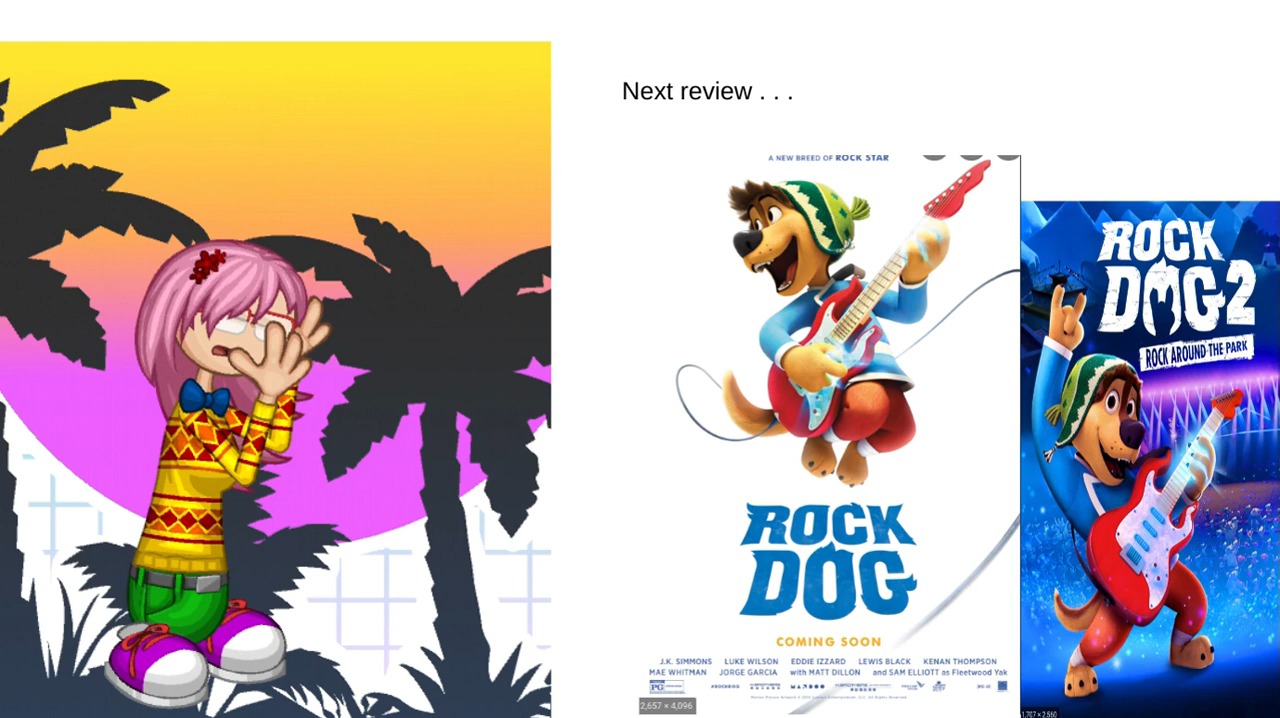 Next review . . .
A NEW BREED OF ROCK STAR
ROCK
DOG
COMING SOON
J.K. SIMMONS LUKE WILSON EDDIE IZZARD LEWIS BLACK KENAN THOMPSON
MAE WHITMAN JORGE GARCIA with MATT DILLON and SAM ELLIOTT as Fleetwood Yak
PG
2,657 × 4,096
ROCK
DOG 2
ROCK AROUND THE PARK
1,707 × 2,560